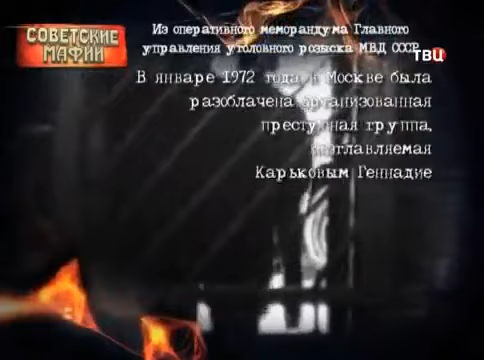 СОВЕТСКИЕ
МАФИИ
Из оперативного меморандума Главного
управления уголовного розыска МВД СССР
ТВЦ
В январе 1972 года в Москве была
разоблачена организованная
преступная группа,
возглавляемая
Карьковым Геннадие